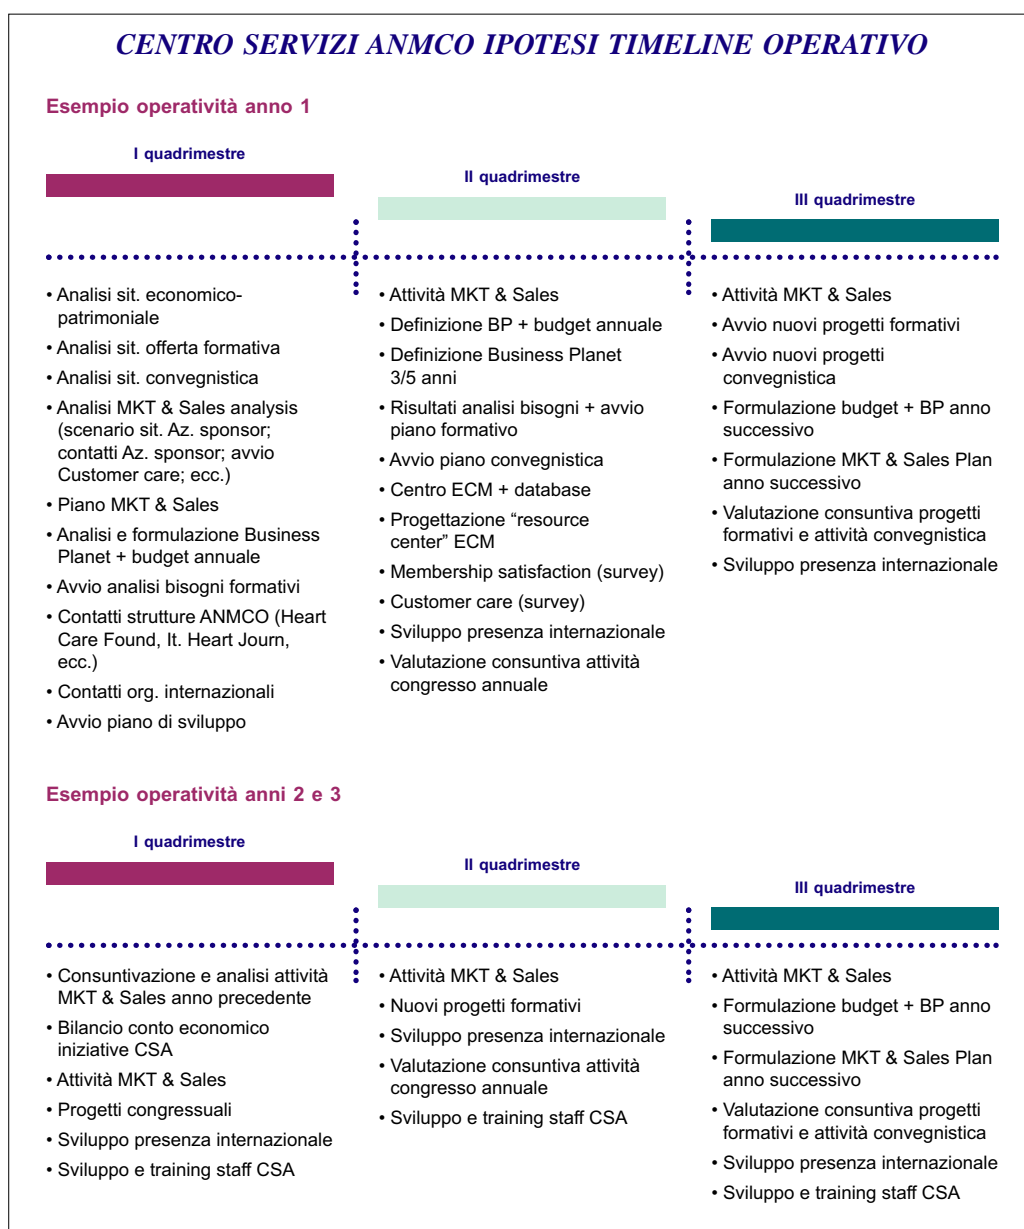 CENTRO SERVIZI ANMCO IPOTESI TIMELINE OPERATIVO
Esempio operatività anno 1
I quadrimestre
• Analisi sit. economico-
patrimoniale
• Analisi sit. offerta formativa
• Analisi sit. convegnistica
• Analisi MKT & Sales analysis
(scenario sit. Az. sponsor;
contatti Az. sponsor; avvio
Customer care; ecc.)
• Piano MKT & Sales
• Analisi e formulazione Business
Planet + budget annuale
• Avvio analisi bisogni formativi
• Contatti strutture ANMCO (Heart
Care Found, It. Heart Journ,
ecc.)
• Contatti org. internazionali
• Avvio piano di sviluppo
II quadrimestre
• Attività MKT & Sales
• Definizione BP + budget annuale
• Definizione Business Planet
3/5 anni
• Risultati analisi bisogni + avvio
piano formativo
• Avvio piano convegnistica
• Centro ECM + database
• Progettazione “resource
center” ECM
• Membership satisfaction (survey)
• Customer care (survey)
• Sviluppo presenza internazionale
• Valutazione consuntiva attività
congresso annuale
III quadrimestre
• Attività MKT & Sales
• Avvio nuovi progetti formativi
• Avvio nuovi progetti
convegnistica
• Formulazione budget + BP anno
successivo
• Formulazione MKT & Sales Plan
anno successivo
• Valutazione consuntiva progetti
formativi e attività convegnistica
• Sviluppo presenza internazionale
Esempio operatività anni 2 e 3
I quadrimestre
• Consuntivazione e analisi attività
MKT & Sales anno precedente
• Bilancio conto economico
iniziative CSA
• Attività MKT & Sales
• Progetti congressuali
• Sviluppo presenza internazionale
• Sviluppo e training staff CSA
II quadrimestre
• Attività MKT & Sales
• Nuovi progetti formativi
• Sviluppo presenza internazionale
• Valutazione consuntiva attività
congresso annuale
• Sviluppo e training staff CSA
III quadrimestre
• Attività MKT & Sales
• Formulazione budget + BP anno
successivo
• Formulazione MKT & Sales Plan
anno successivo
• Valutazione consuntiva progetti
formativi e attività convegnistica
• Sviluppo presenza internazionale
• Sviluppo e training staff CSA